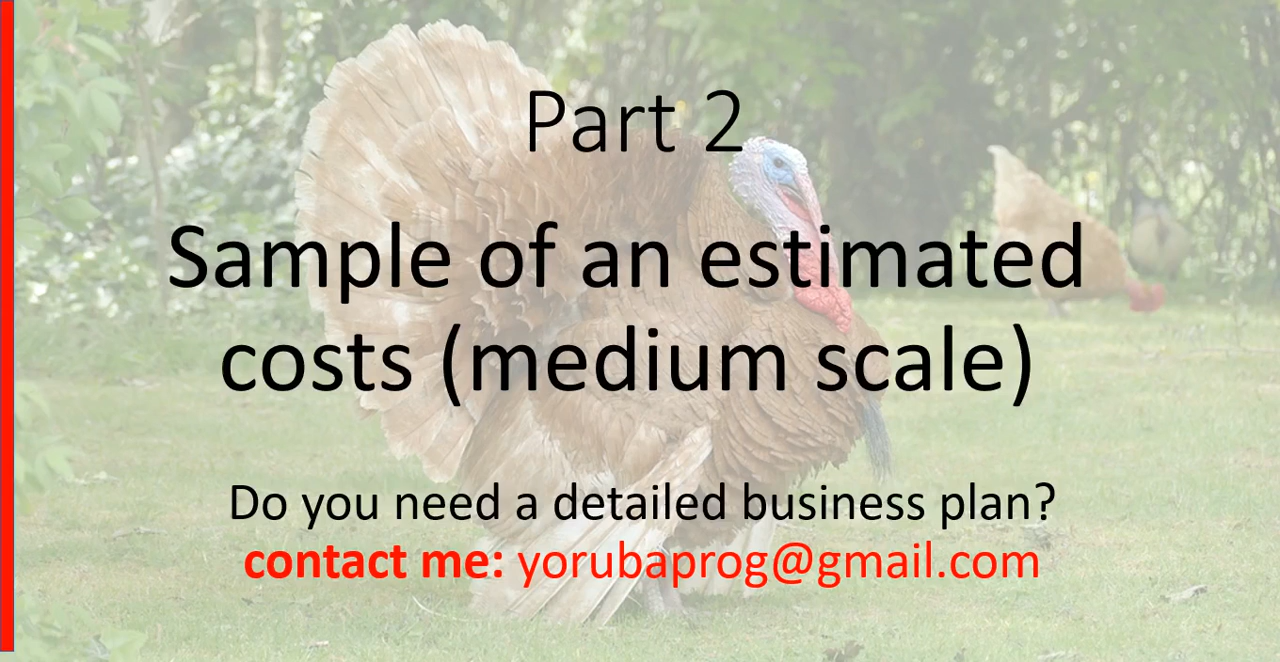 Part 2
Sample of an estimated
costs (medium scale)
Do you need a detailed business plan?
contact me: yorubaprog@gmail.com